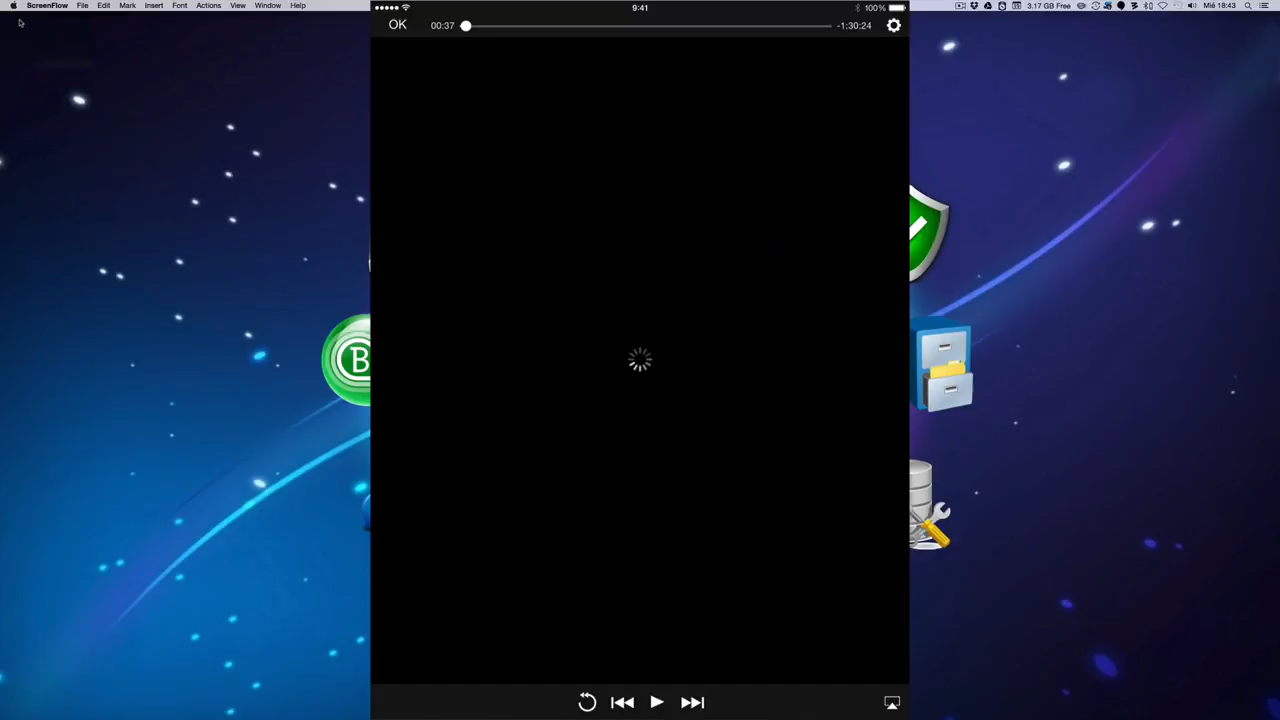 ScreenFlow File Edit Mark Insert Font Actions View Window Help
3.17 GB Free Mié 18:43
9:41
100%
OK 00:37 -1:30:24
B